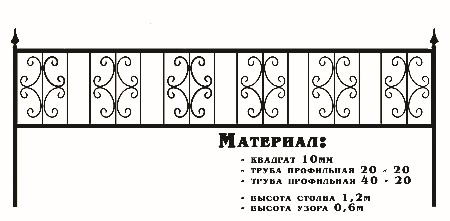 Материал:
- квадрат 10мм
- труба профильная 20 - 20
- труба профильная 40 - 20
- высота столба 1,2м
- высота узора 0,6м